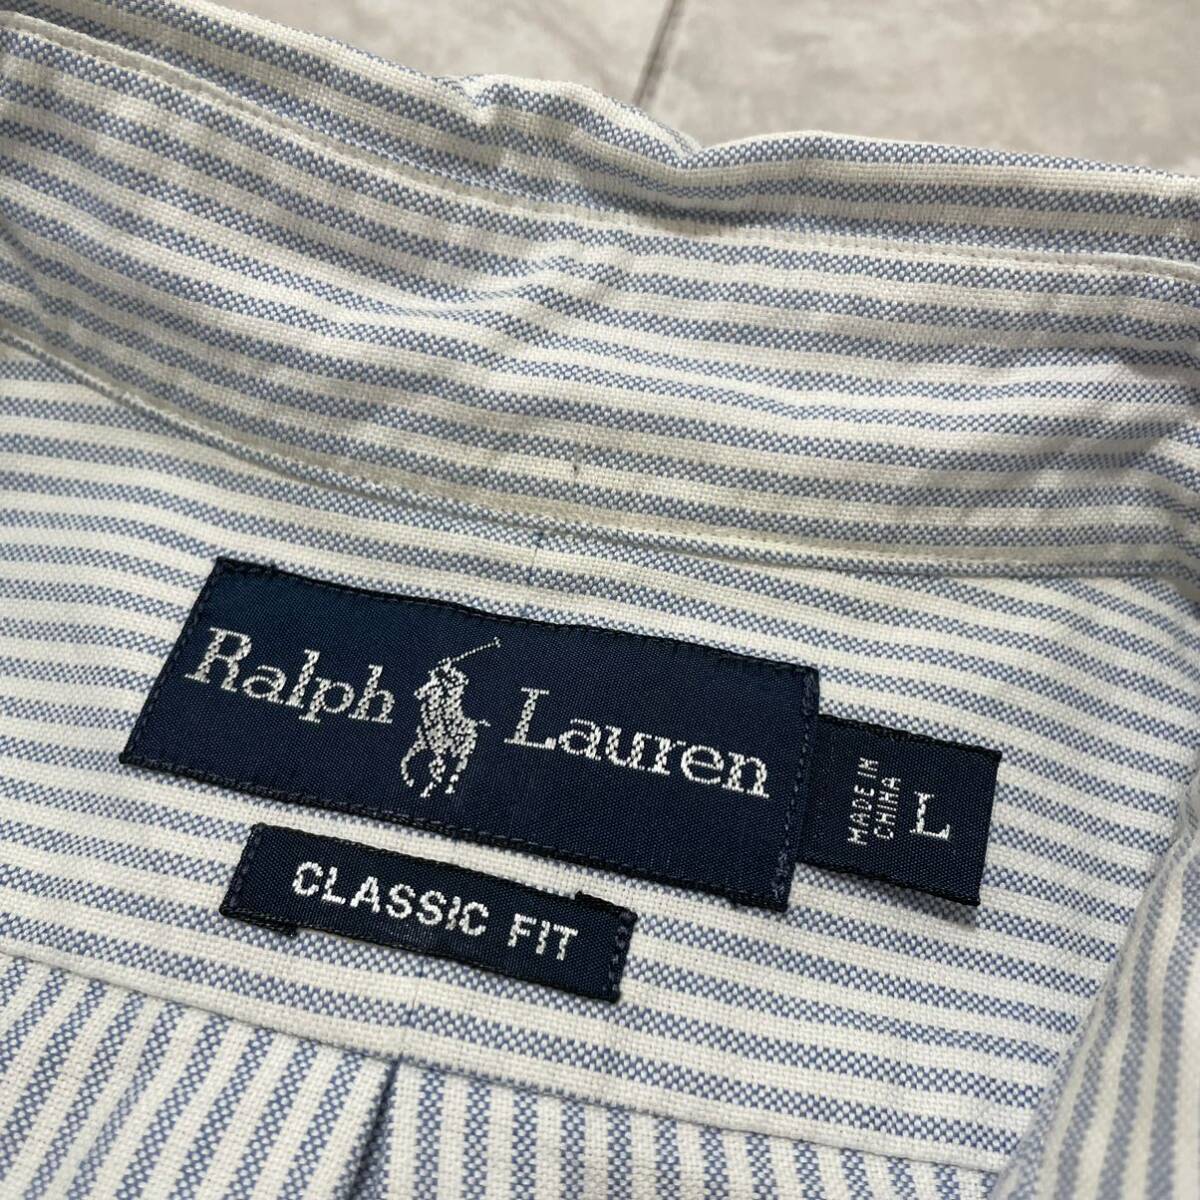 Ralph Lauren
MADE IN
CHINA
L
CLASSIC FIT